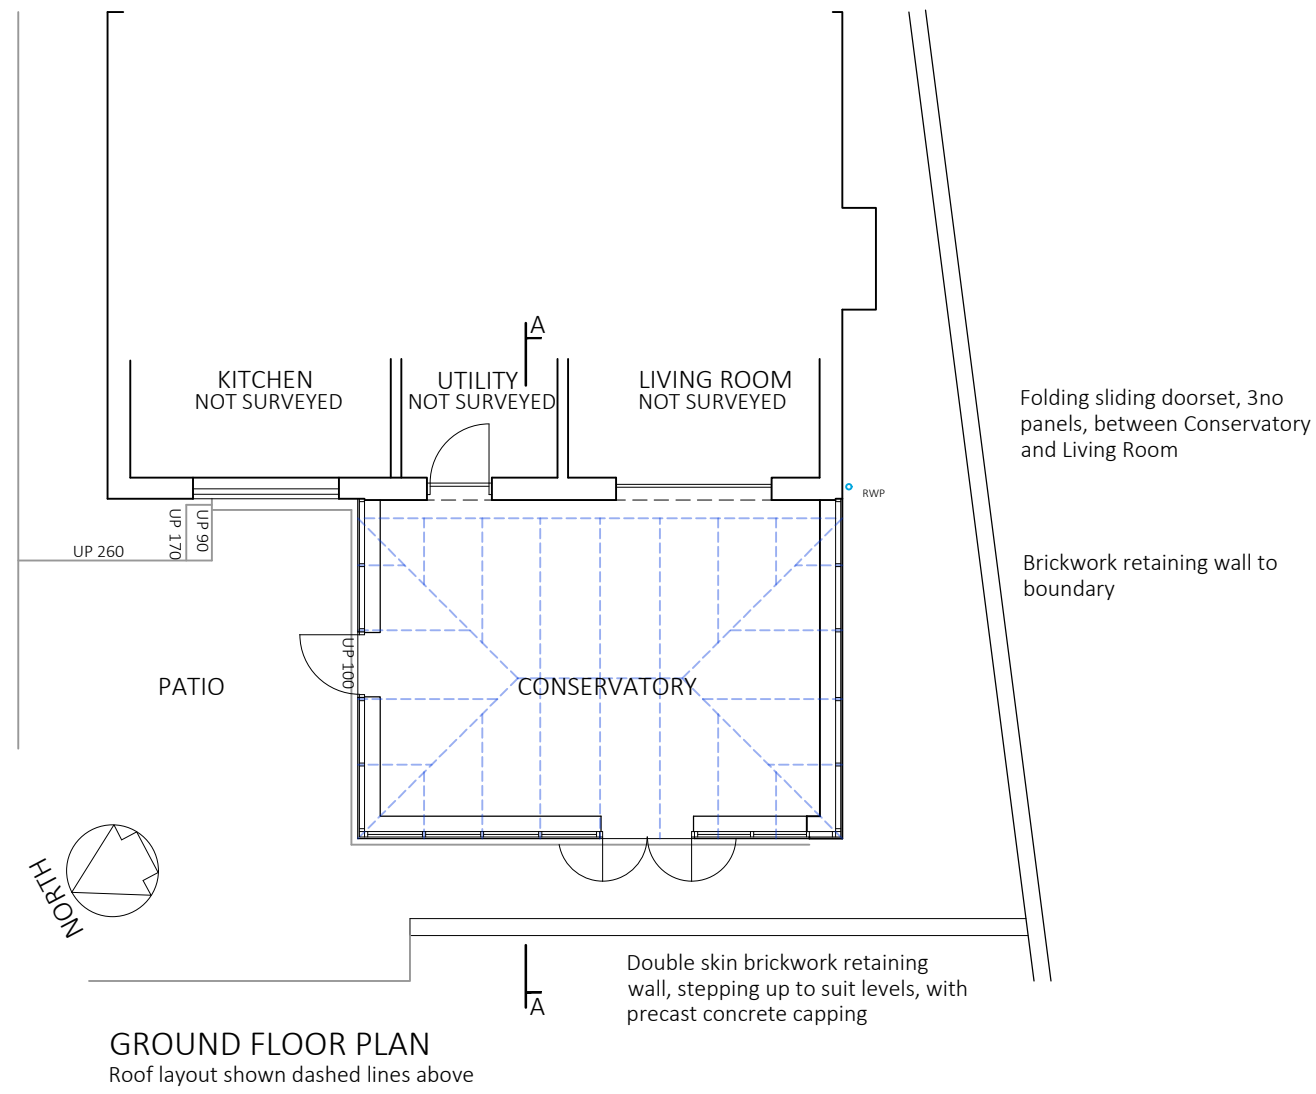 A
KITCHEN
NOT SURVEYED
UTILITY
NOT SURVEYED
LIVING ROOM
NOT SURVEYED
Folding sliding doorset, 3no
panels, between Conservatory
and Living Room
RWP
UP 260
UP 170
UP 90
Brickwork retaining wall to
boundary
UP 100
PATIO
CONSERVATORY
NORTH
Double skin brickwork retaining
wall, stepping up to suit levels, with
precast concrete capping
A
GROUND FLOOR PLAN
Roof layout shown dashed lines above